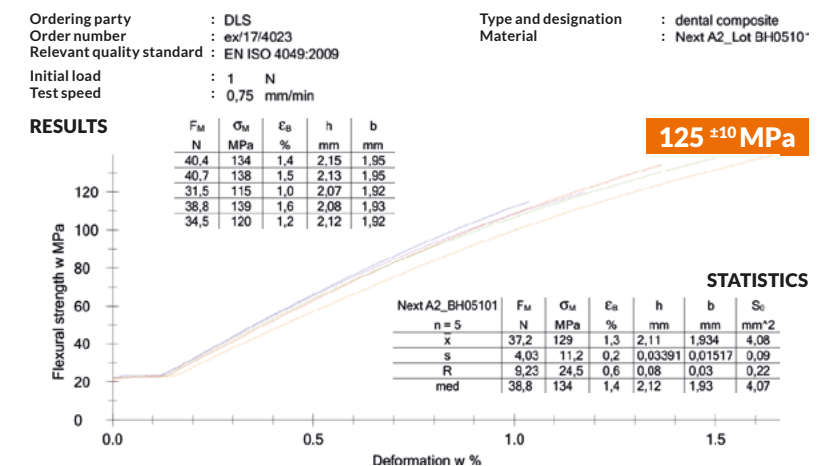 Ordering party : DLS
Type and designation : dental composite
Order number : ex/17/4023
Material : Next A2_Lot BH0510
Relevant quality standard : EN ISO 4049:2009
Initial load : 1 N
Test speed : 0,75 mm/min
RESULTS
125 ±10 MPa
FM σM εB h b
N MPa % mm mm
40,4 134 1,4 2,15 1,95
40,7 138 1,5 2,13 1,95
31,5 115 1,0 2,07 1,92
38,8 139 1,6 2,08 1,93
34,5 120 1,2 2,12 1,92
Flexural strength w MPa
120
100
80
60
40
20
0
STATISTICS
Next A2_BH05101 FM σM εB h b S0
n = 5 N MPa % mm mm mm^2
x̅ 37,2 129 1,3 2,11 1,934 4,08
s 4,03 11,2 0,2 0,03391 0,01517 0,09
R 9,23 24,5 0,6 0,08 0,03 0,22
med 38,8 134 1,4 2,12 1,93 4,07
0.0 0.5 1.0 1.5
Deformation w %